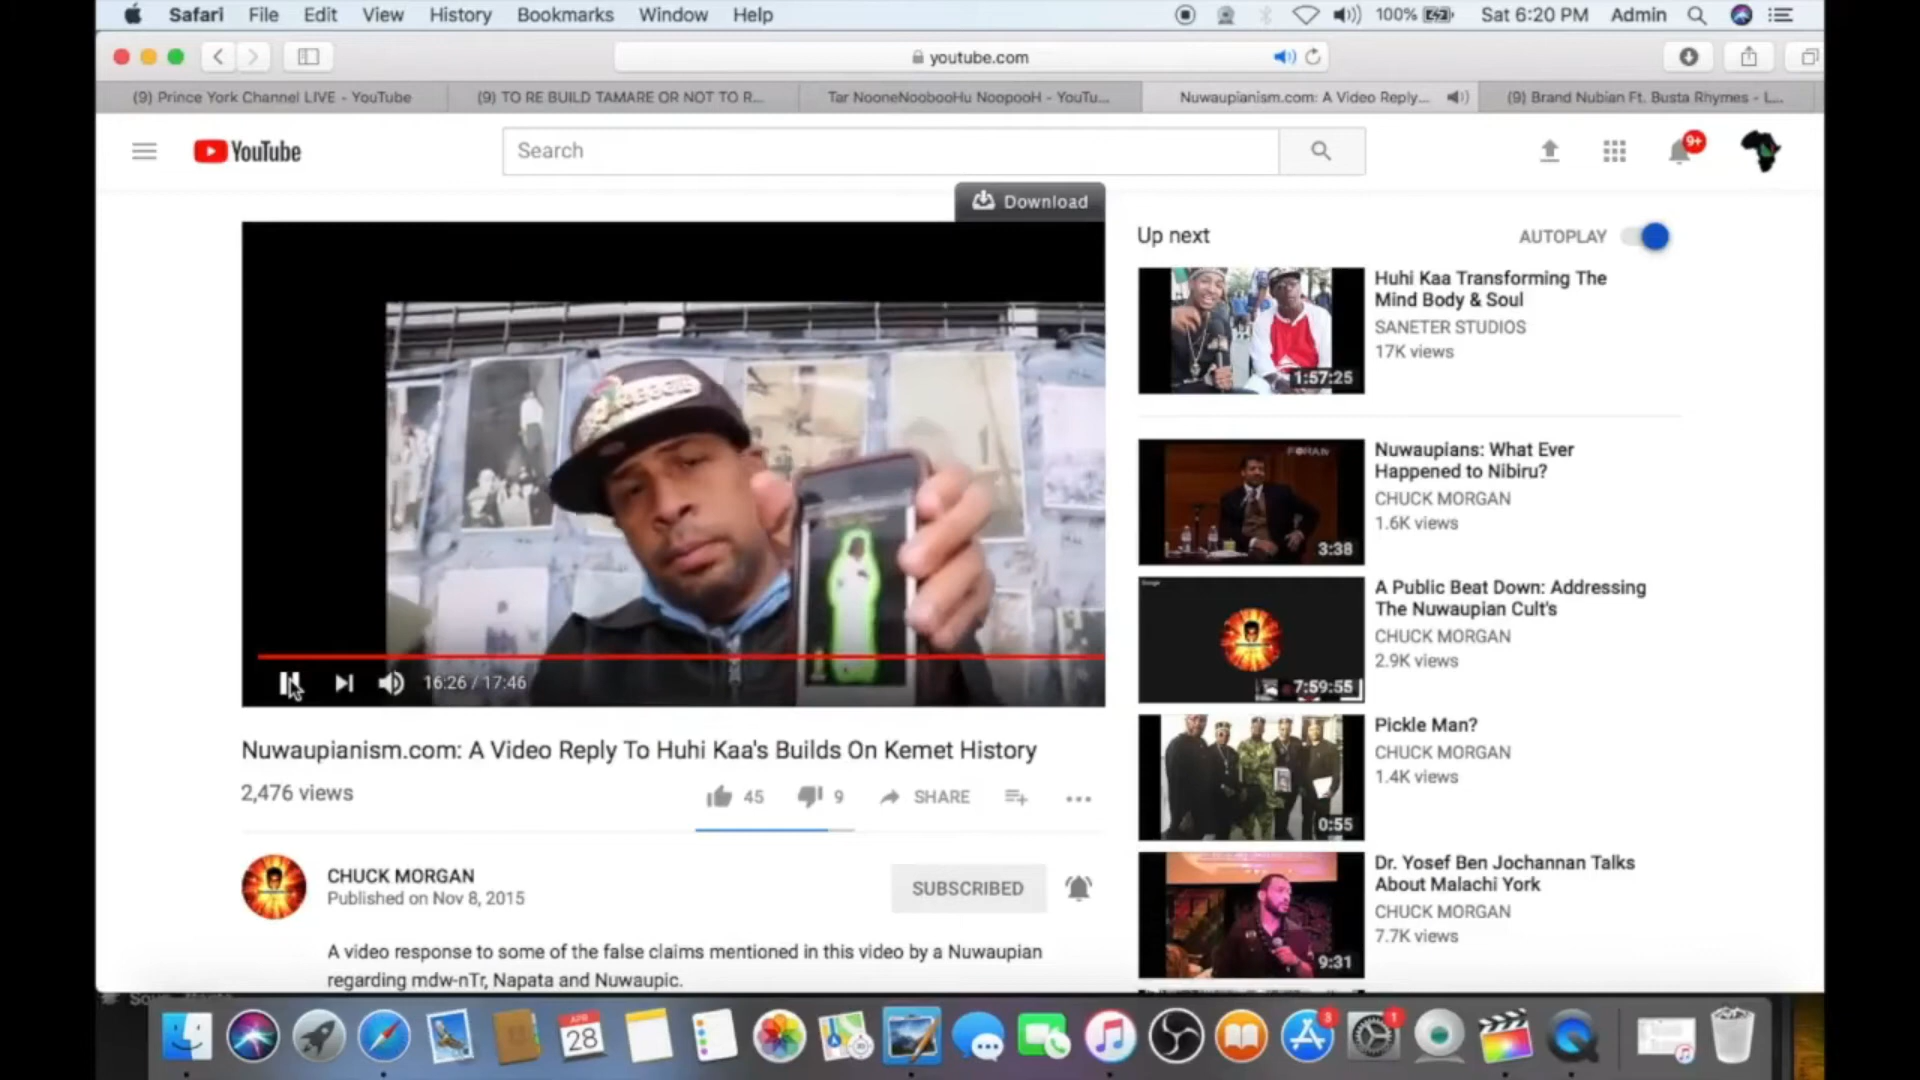 Safari File Edit View History Bookmarks Window Help 100% Sat 6:20 PM Admin
youtube.com
(9) Prince York Channel LIVE - YouTube
(9) TO RE BUILD TAMARE OR NOT TO R...
Tar NooneNoobooHu NoopooH - YouTu...
Nuwaupianism.com: A Video Reply...
(9) Brand Nubian Ft. Busta Rhymes - L...
YouTube
Search
9+
Download
Up next
AUTOPLAY
Huhi Kaa Transforming The
Mind Body & Soul
SANETER STUDIOS
17K views
1:57:25
FORAtv
Nuwaupians: What Ever
Happened to Nibiru?
CHUCK MORGAN
1.6K views
3:38
A Public Beat Down: Addressing
The Nuwaupian Cult's
CHUCK MORGAN
2.9K views
7:59:55
Pickle Man?
CHUCK MORGAN
1.4K views
0:55
Dr. Yosef Ben Jochannan Talks
About Malachi York
CHUCK MORGAN
7.7K views
9:31
16:26 / 17:46
Nuwaupianism.com: A Video Reply To Huhi Kaa's Builds On Kemet History
2,476 views
45 9 SHARE
CHUCK MORGAN
Published on Nov 8, 2015
SUBSCRIBED
A video response to some of the false claims mentioned in this video by a Nuwaupian
regarding mdw-nTr, Napata and Nuwaupic.
APR
28
3
1